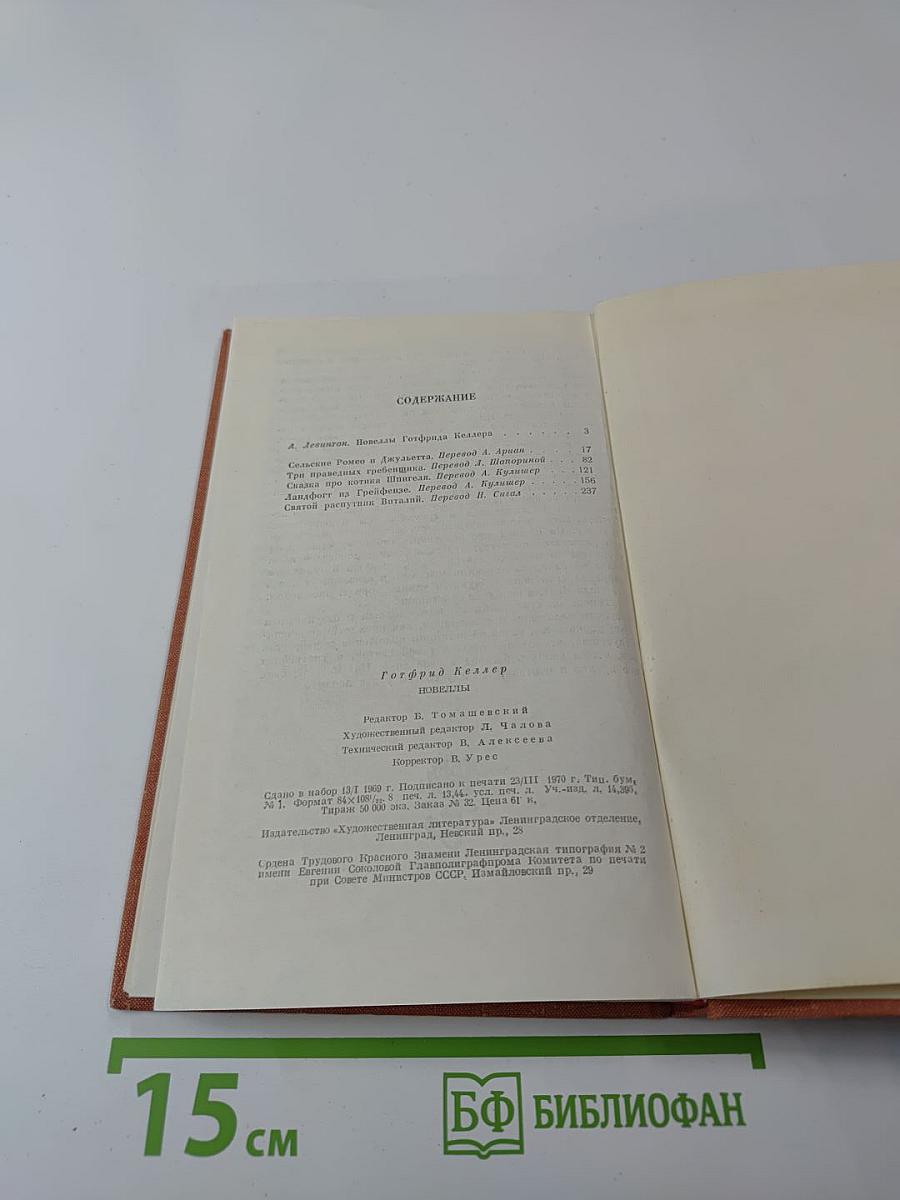 СОДЕРЖАНИЕ
А. Левинтон. Новеллы Готфрида Келлера . . . . . . 3
Сельские Ромео и Джульетта. Перевод А. Ариан . . . . 17
Три праведных гребенщика. Перевод Л. Шапориной . . . 82
Сказка про котика Шпигеля. Перевод А. Кулишер . . . 121
Ландфогт из Грейфензе. Перевод А. Кулишер . . . . . 156
Святой распутник Виталий. Перевод Н. Сигал . . . . . 237
Готфрид Келлер
НОВЕЛЛЫ
Редактор Б. Томашевский
Художественный редактор Л. Чалова
Технический редактор В. Алексеева
Корректор В. Урес
Сдано в набор 13/I 1969 г. Подписано к печати 23/III 1970 г. Тип. бум.
№ 1. Формат 84×108¹/₃₂. 8 печ. л. 13,44. усл. печ. л. Уч.-изд. л. 14,395.
Тираж 50 000 экз. Заказ № 32. Цена 61 к.
Издательство «Художественная литература» Ленинградское отделение,
Ленинград, Невский пр., 28
Ордена Трудового Красного Знамени Ленинградская типография № 2
имени Евгении Соколовой Главполиграфпрома Комитета по печати
при Совете Министров СССР. Измайловский пр., 29
15 см
БФ БИБЛИОФАН